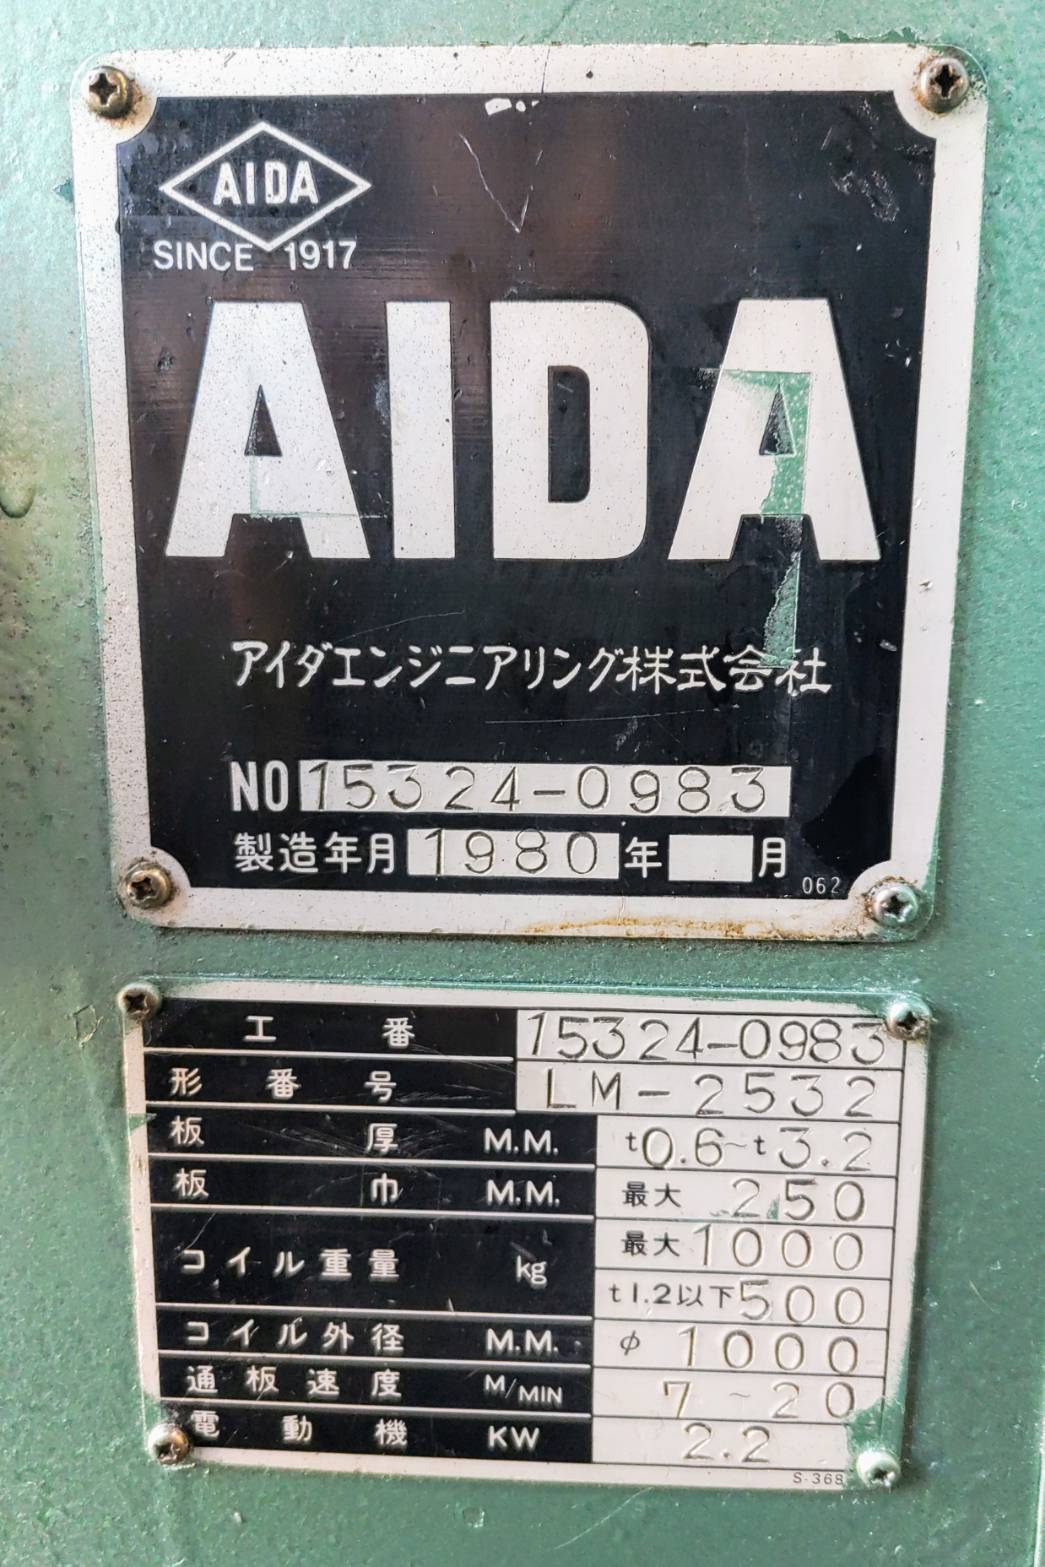 AIDA
SINCE 1917
AIDA
アイダエンジニアリング株式会社
NO 15324-0983
製造年月 1980 年 月
062
工番 15324-0983
形番号 LM-2532
板厚 M.M. t0.6~t3.2
板巾 M.M. 最大 250
コイル重量 kg 最大 1000
t1.2以下 500
コイル外径 M.M. φ 1000
通板速度 M/MIN 7~20
電動機 KW 2.2
S-368